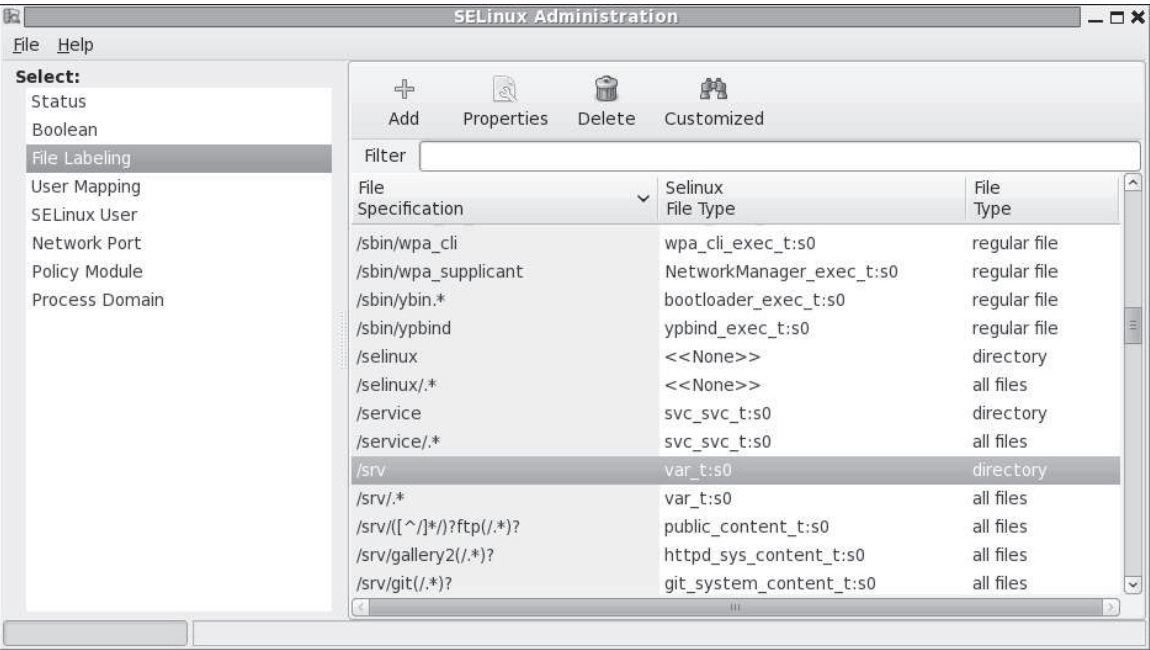 SELinux Administration
File Help
Select:
Status
Boolean
File Labeling
User Mapping
SELinux User
Network Port
Policy Module
Process Domain
Add Properties Delete Customized
Filter
File Specification Selinux File Type File Type
/sbin/wpa_cli wpa_cli_exec_t:s0 regular file
/sbin/wpa_supplicant NetworkManager_exec_t:s0 regular file
/sbin/ybin.* bootloader_exec_t:s0 regular file
/sbin/ypbind ypbind_exec_t:s0 regular file
/selinux <<None>> directory
/selinux/.* <<None>> all files
/service svc_svc_t:s0 directory
/service/.* svc_svc_t:s0 all files
/srv var_t:s0 directory
/srv/.* var_t:s0 all files
/srv/([^/]*/)?ftp(/.*)? public_content_t:s0 all files
/srv/gallery2(/.*)? httpd_sys_content_t:s0 all files
/srv/git(/.*)? git_system_content_t:s0 all files